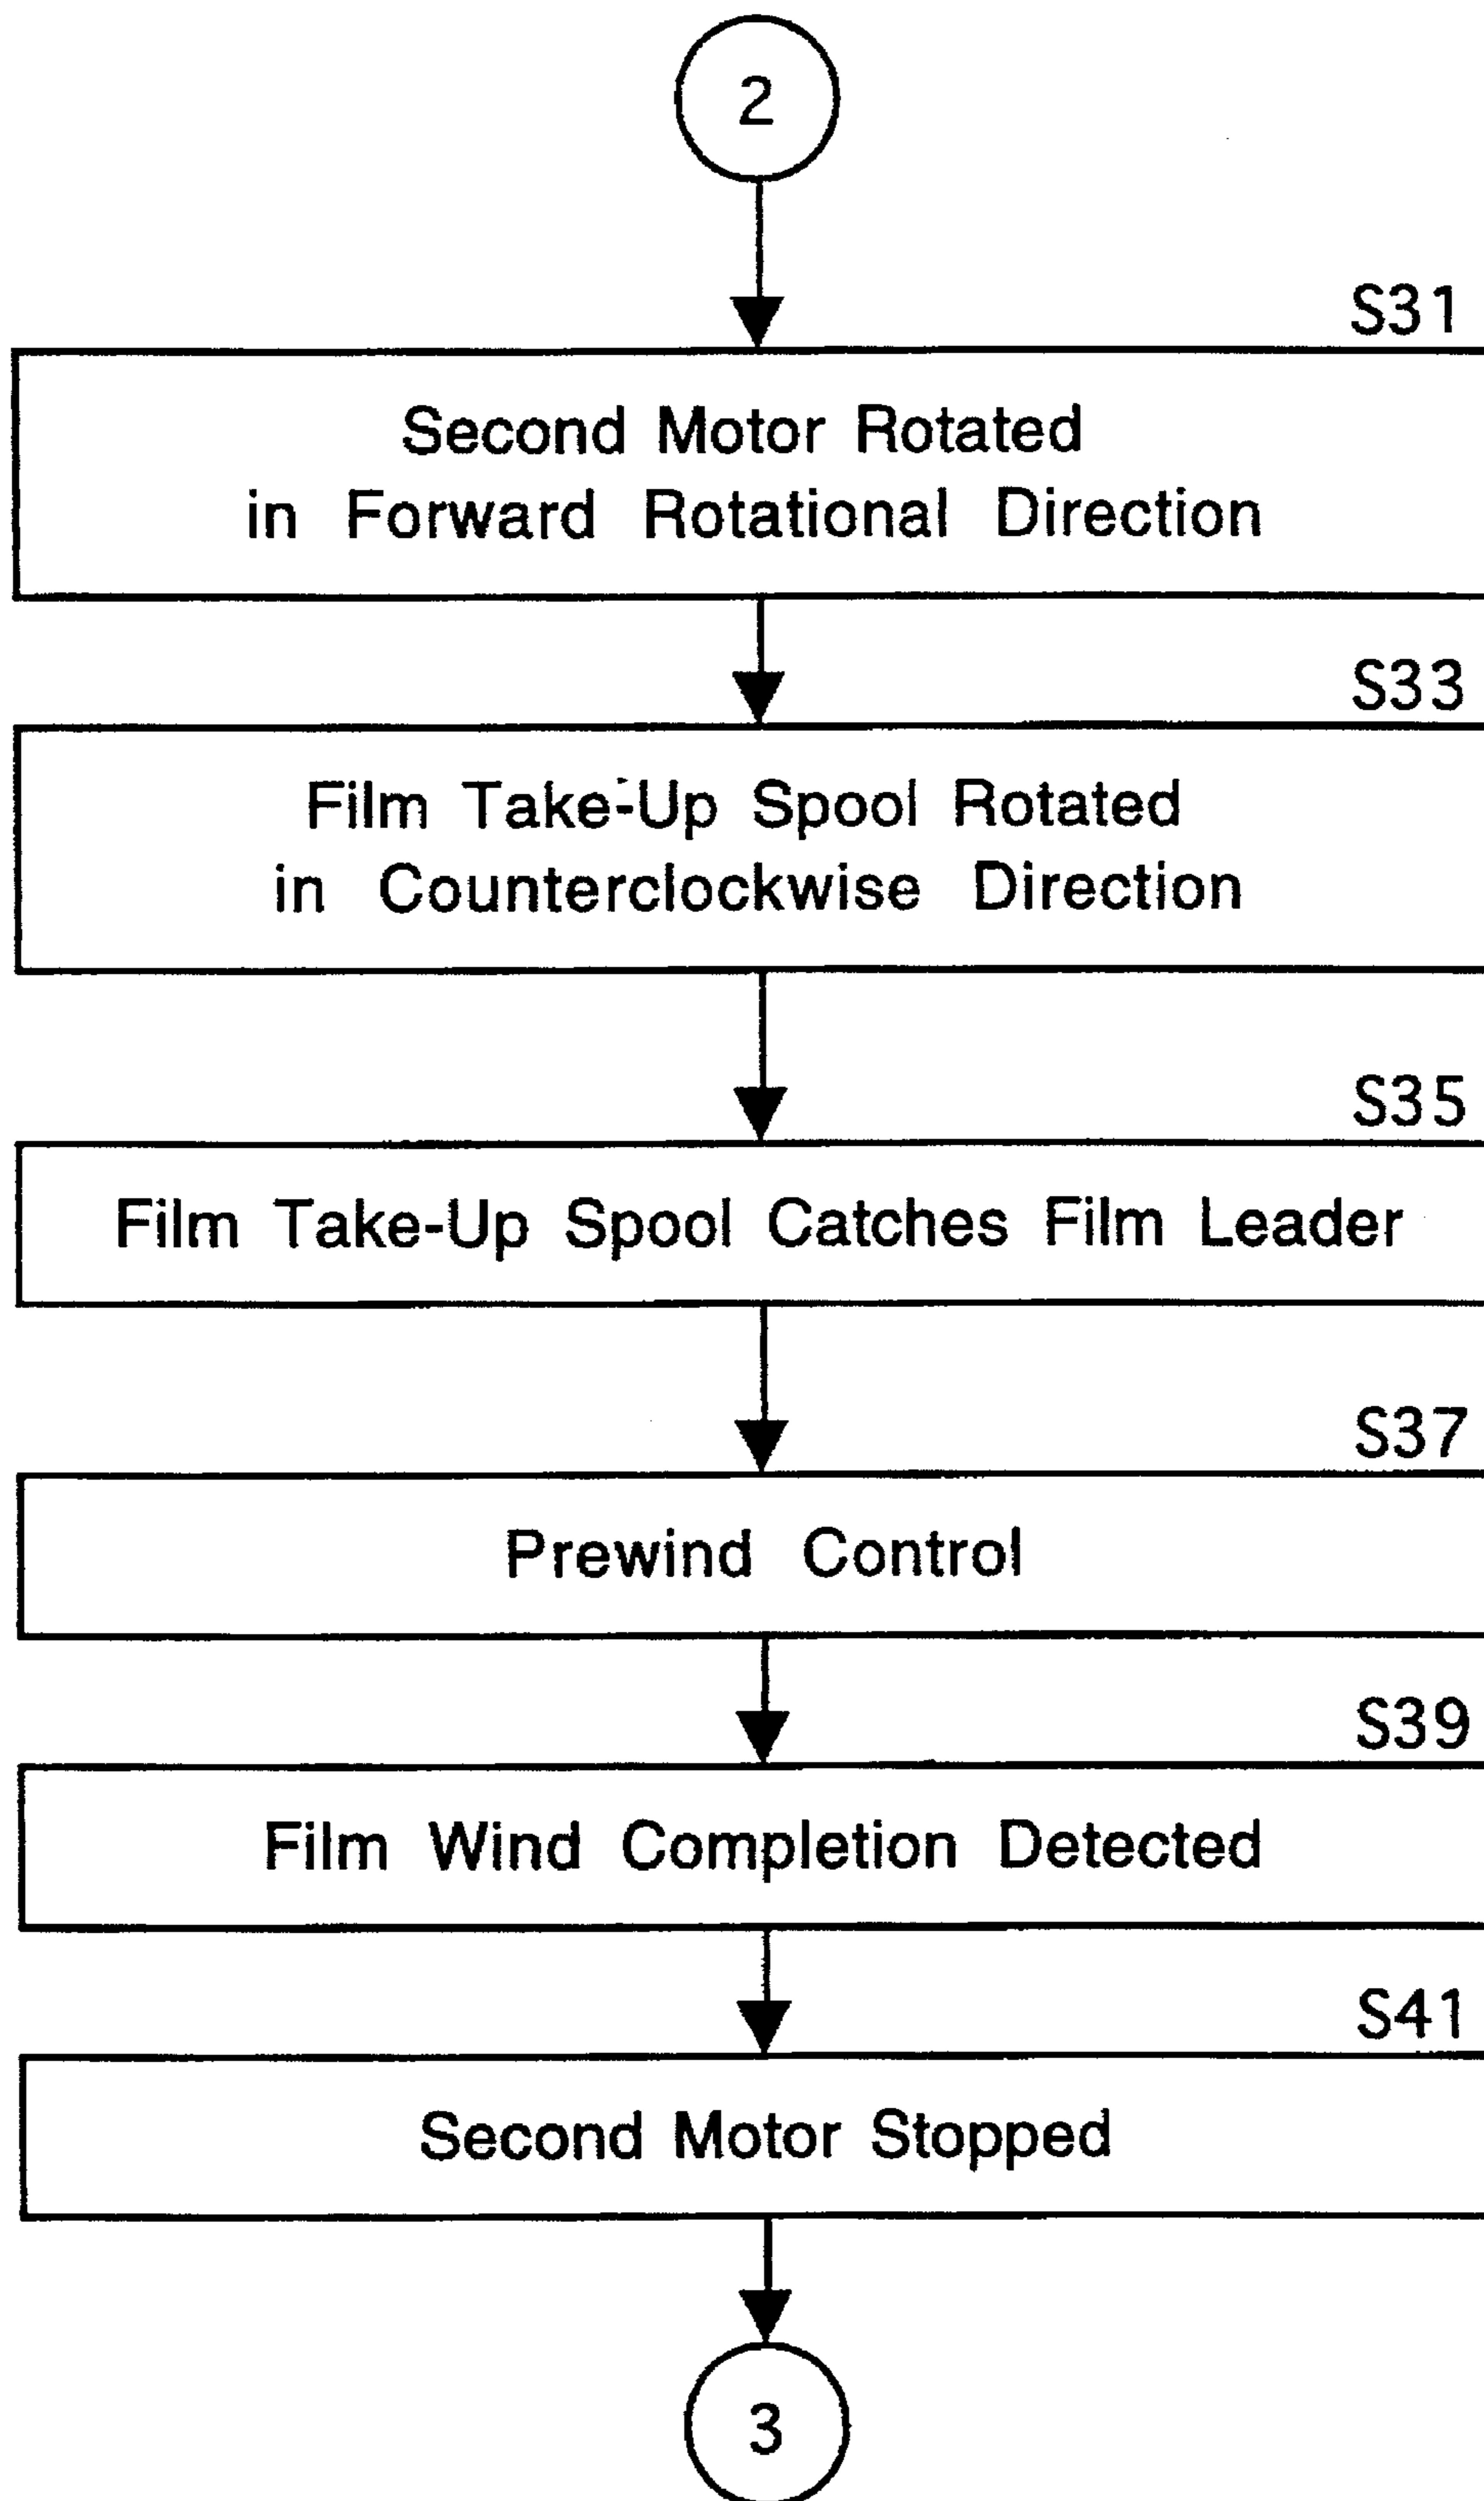 2
S31
Second Motor Rotated
in Forward Rotational Direction
S33
Film Take-Up Spool Rotated
in Counterclockwise Direction
S35
Film Take-Up Spool Catches Film Leader
S37
Prewind Control
S39
Film Wind Completion Detected
S41
Second Motor Stopped
3